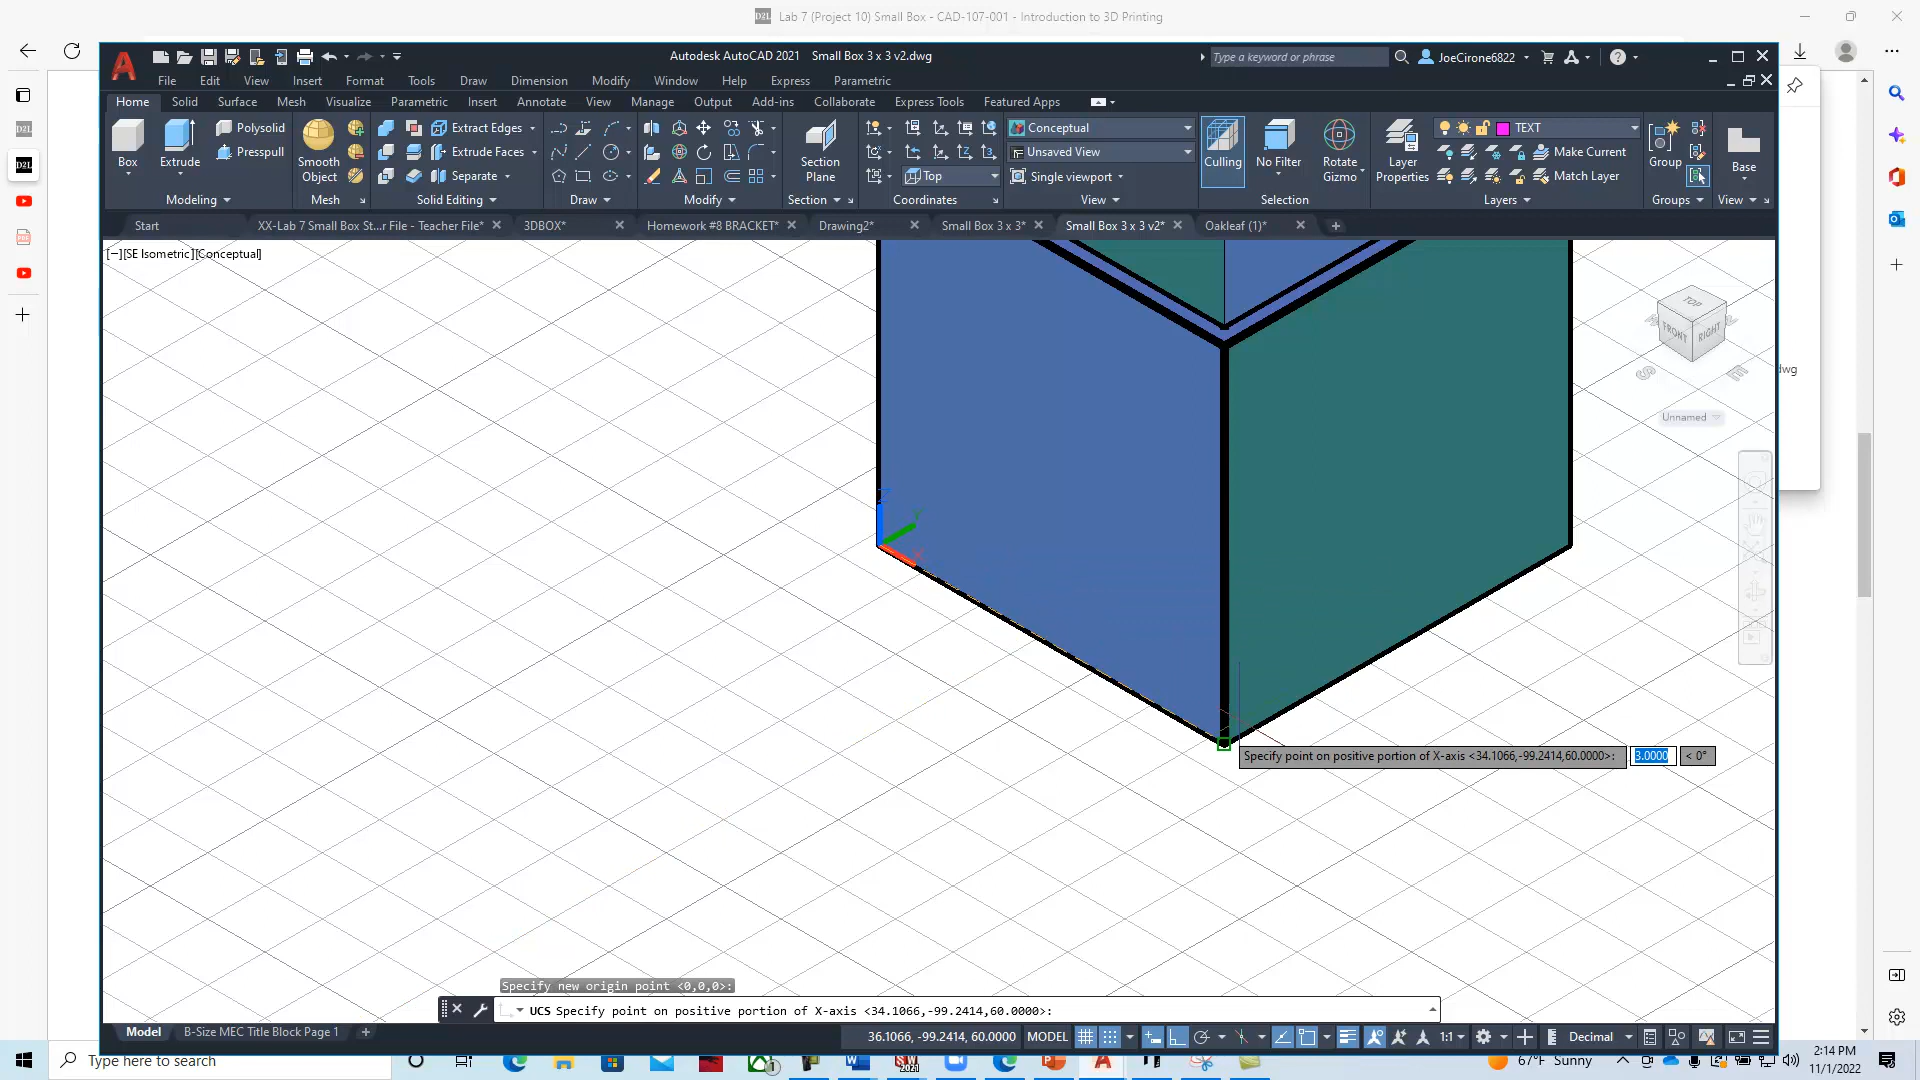 Lab 7 (Project 10) Small Box - CAD-107-001 - Introduction to 3D Printing
Autodesk AutoCAD 2021 Small Box 3 x 3 v2.dwg
Type a keyword or phrase
JoeCirone6822
File Edit View Insert Format Tools Draw Dimension Modify Window Help Express Parametric
Home Solid Surface Mesh Visualize Parametric Insert Annotate View Manage Output Add-ins Collaborate Express Tools Featured Apps
Polysolid Extract Edges Conceptual TEXT
Presspull Extrude Faces Unsaved View Make Current
Box Extrude Smooth Object Separate Section Plane Top Single viewport Culling No Filter Rotate Gizmo Layer Properties Match Layer Group Base
Modeling Mesh Solid Editing Draw Modify Section Coordinates View Selection Layers Groups View
Start XX-Lab 7 Small Box St...r File - Teacher File* 3DBOX* Homework #8 BRACKET* Drawing2* Small Box 3 x 3* Small Box 3 x 3 v2* Oakleaf (1)*
[−][SE Isometric][Conceptual]
TOP
FRONT RIGHT
S E
dwg
Unnamed
Z
Y
X
Specify point on positive portion of X-axis <34.1066,-99.2414,60.0000>: 3.0000 < 0°
Specify new origin point <0,0,0>:
UCS Specify point on positive portion of X-axis <34.1066,-99.2414,60.0000>:
Model B-Size MEC Title Block Page 1
36.1066, -99.2414, 60.0000 MODEL 1:1 Decimal
Type here to search
67°F Sunny
2:14 PM
11/1/2022